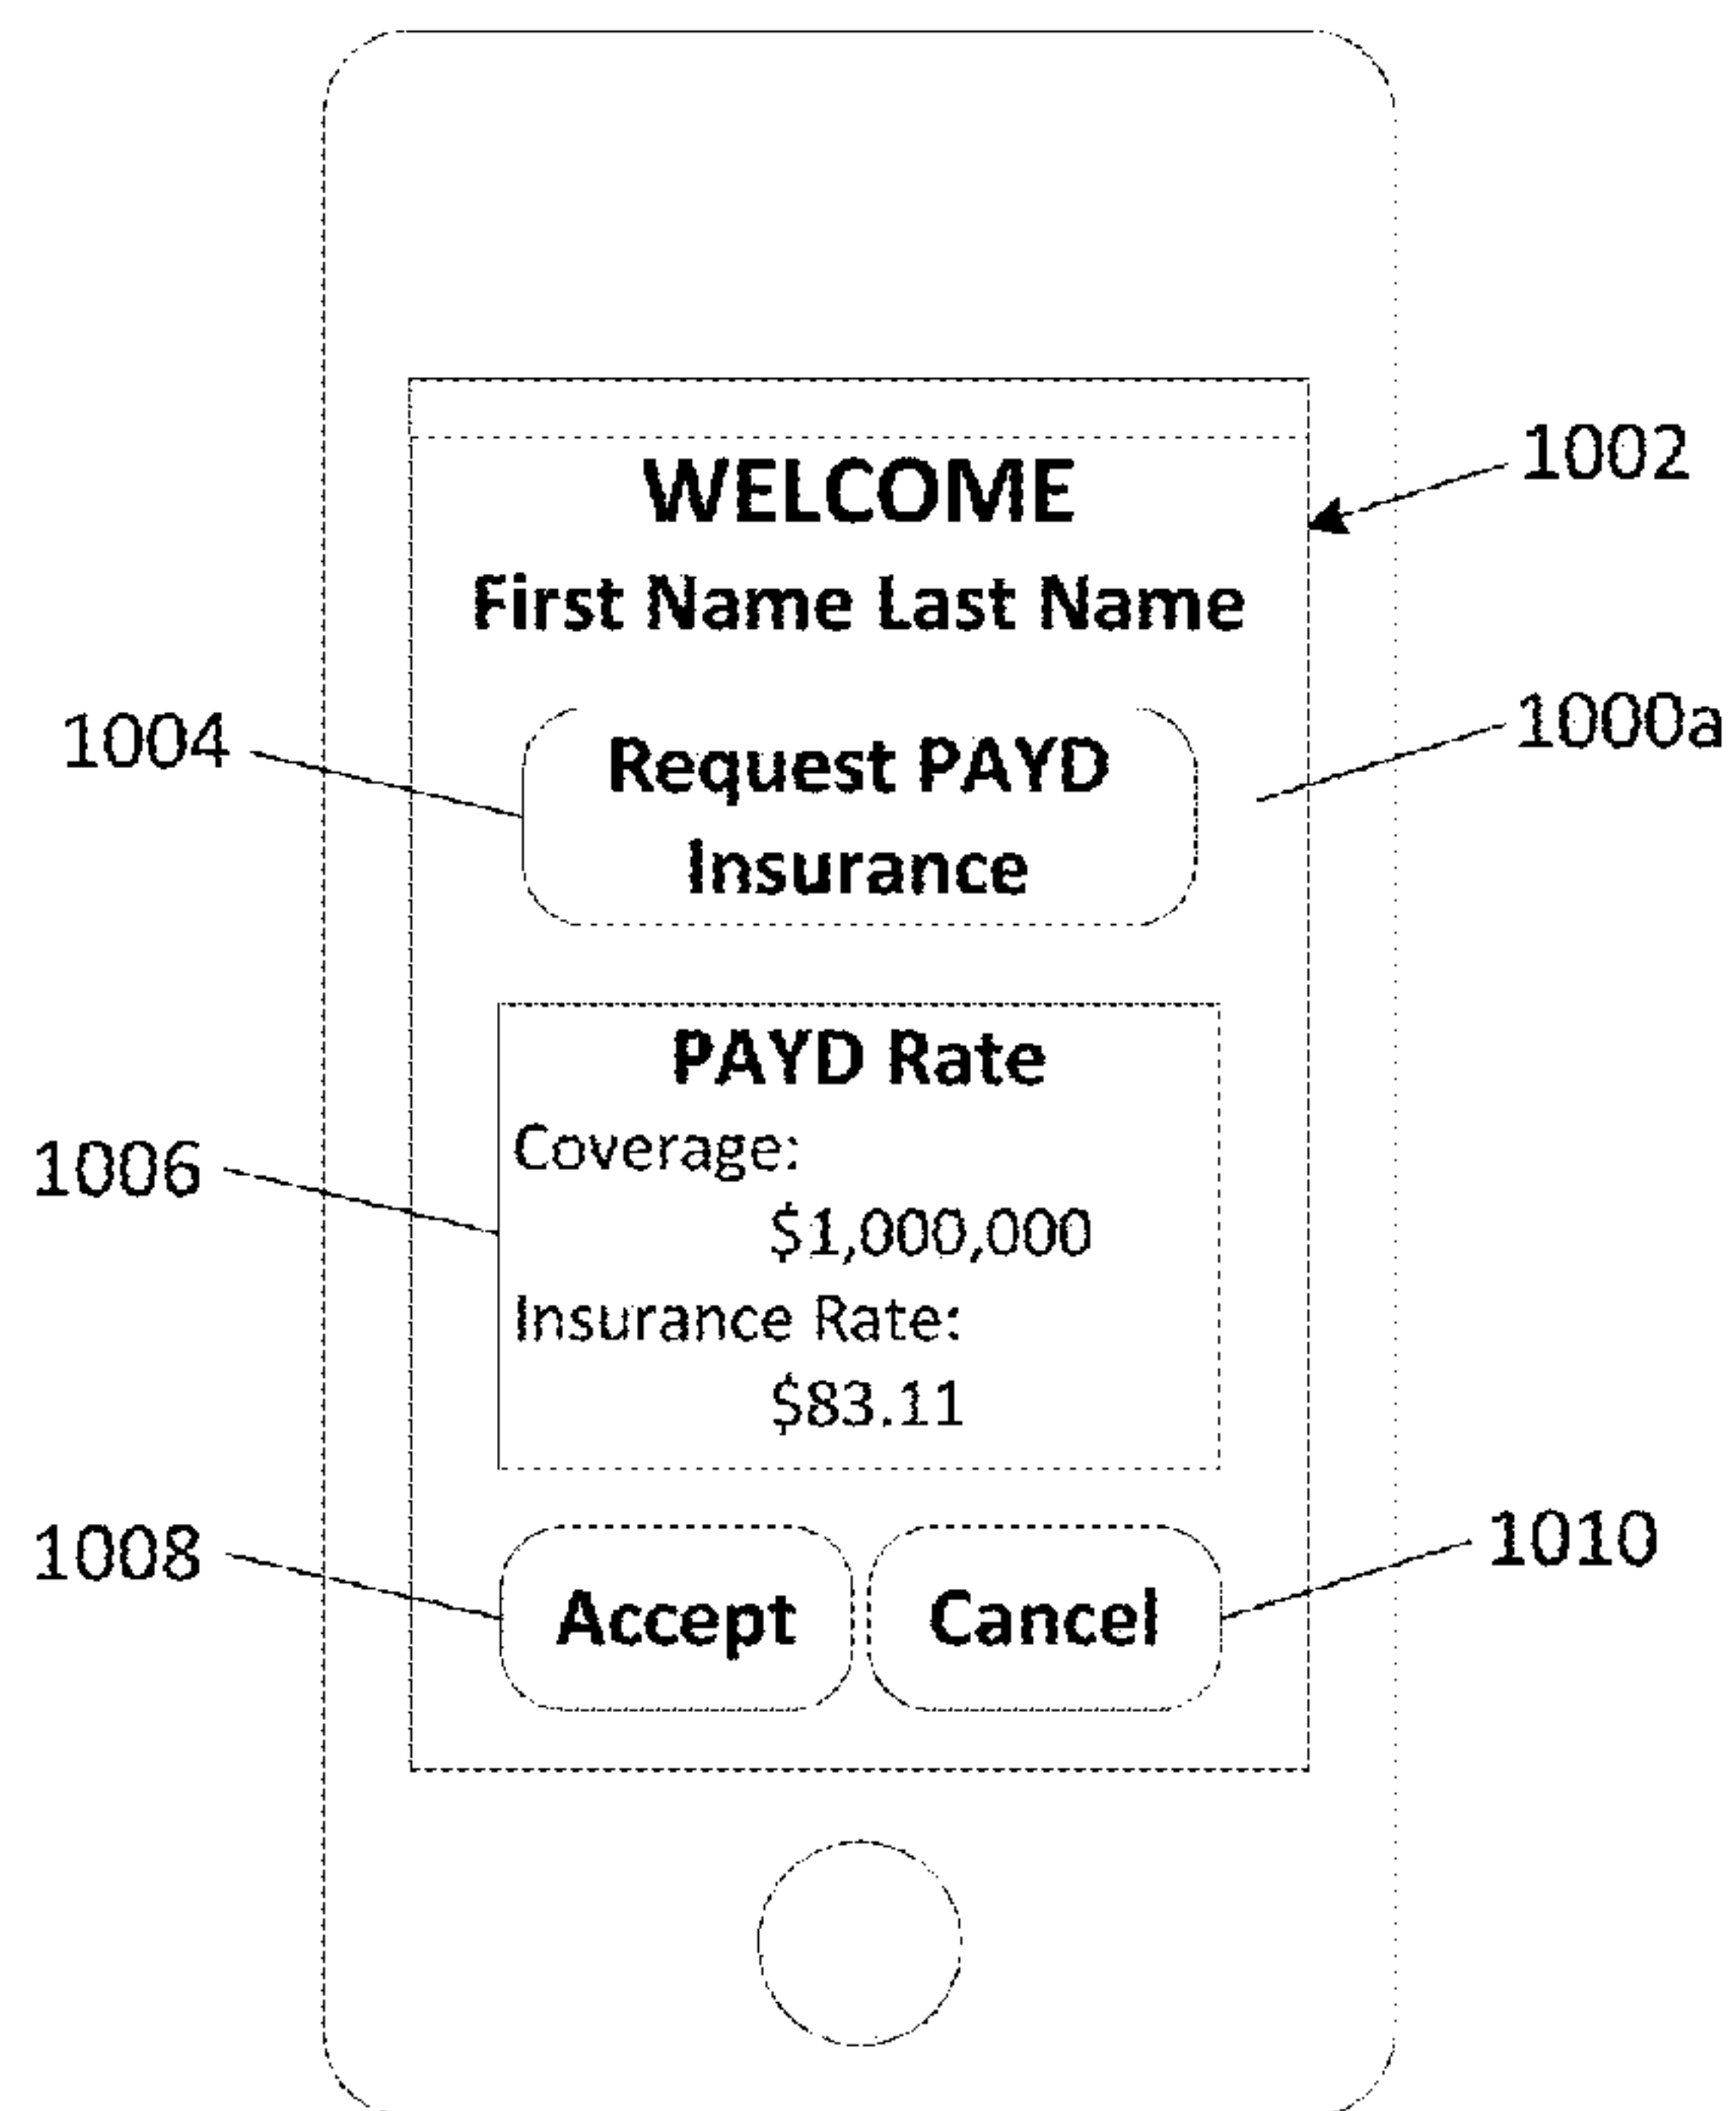 WELCOME
1002
First Name Last Name
1004
Request PAYD
1000a
Insurance
PAYD Rate
Coverage:
1006
$1,000,000
Insurance Rate:
$83.11
1008
Accept
Cancel
1010